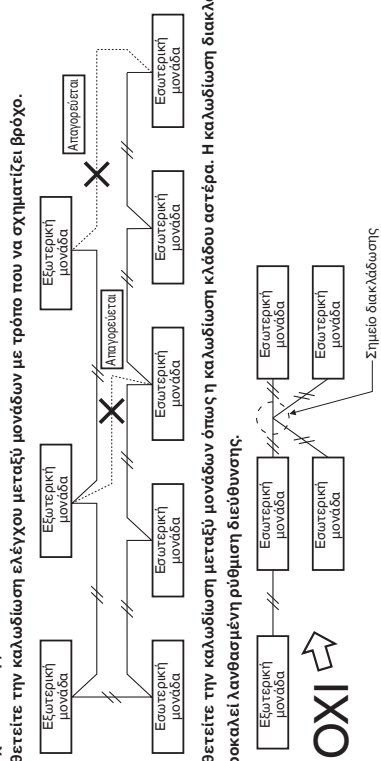 θετείτε την καλωδίωση ελέγχου μεταξύ μονάδων με τρόπο που να σχηματίζει βρόχο.
Εξωτερική
μονάδα
Εξωτερική
μονάδα
Εξωτερική
μονάδα
Απαγορεύεται
Απαγορεύεται
Εσωτερική
μονάδα
Εσωτερική
μονάδα
Εσωτερική
μονάδα
Εσωτερική
μονάδα
Εσωτερική
μονάδα
θετείτε την καλωδίωση μεταξύ μονάδων όπως η καλωδίωση κλάδου αστέρα. Η καλωδίωση
ροκαλεί λανθασμένη ρύθμιση διεύθυνσης.
Εξωτερική
μονάδα
Εσωτερική
μονάδα
Εσωτερική
μονάδα
Εσωτερική
μονάδα
Εσωτερική
μονάδα
Σημείο διακλάδωσης
ΟΧΙ